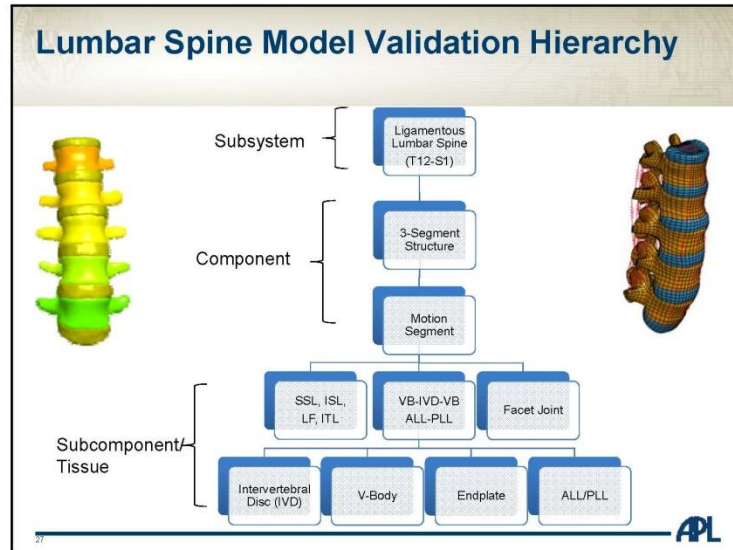 Lumbar Spine Model Validation Hierarchy
Subsystem
Ligamentous
Lumbar Spine
(T12-S1)
Component
3-Segment
Structure
Motion
Segment
Subcomponent/
Tissue
SSL, ISL,
LF, ITL
VB-IVD-VB
ALL-PLL
Facet Joint
Intervertebral
Disc (IVD)
V-Body
Endplate
ALL/PLL
27
APL